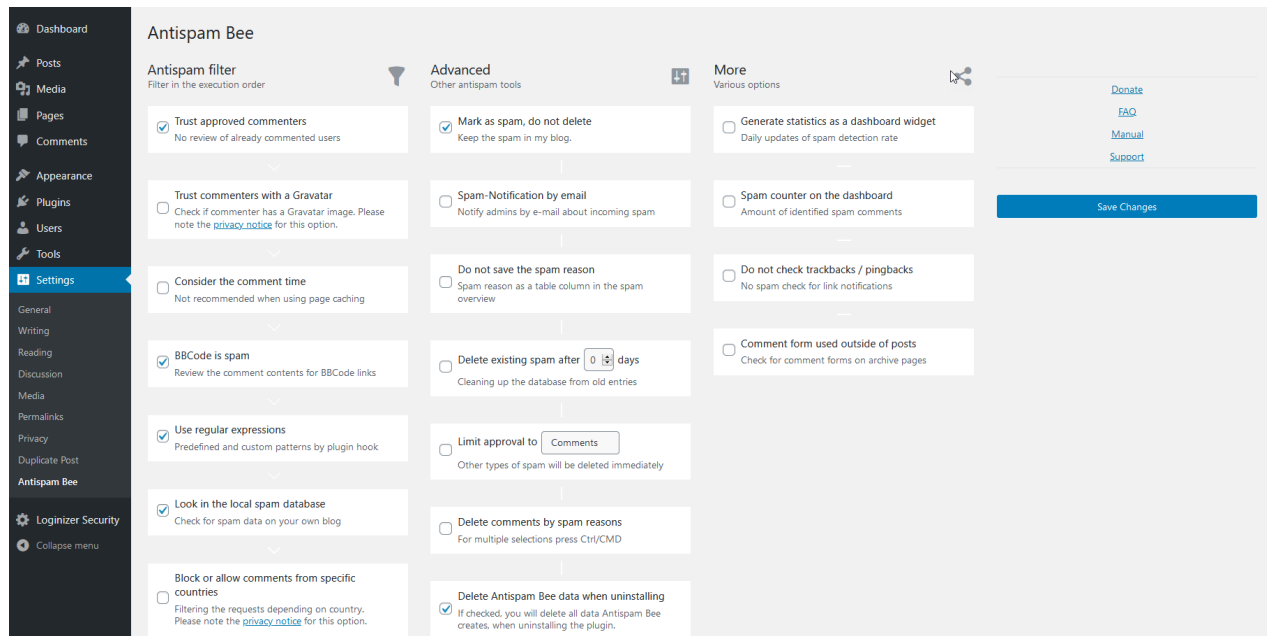 Dashboard
Posts
Media
Pages
Comments
Appearance
Plugins
Users
Tools
Settings
General
Writing
Reading
Discussion
Media
Permalinks
Privacy
Duplicate Post
Antispam Bee
Loginizer Security
Collapse menu
Antispam Bee
Antispam filter
Filter in the execution order
Trust approved commenters
No review of already commented users
Trust commenters with a Gravatar
Check if commenter has a Gravatar image. Please
note the privacy notice for this option.
Consider the comment time
Not recommended when using page caching
BBCode is spam
Review the comment contents for BBCode links
Use regular expressions
Predefined and custom patterns by plugin hook
Look in the local spam database
Check for spam data on your own blog
Block or allow comments from specific
countries
Filtering the requests depending on country.
Please note the privacy notice for this option.
Advanced
Other antispam tools
Mark as spam, do not delete
Keep the spam in my blog.
Spam-Notification by email
Notify admins by e-mail about incoming spam
Do not save the spam reason
Spam reason as a table column in the spam
overview
Delete existing spam after 0 days
Cleaning up the database from old entries
Limit approval to Comments
Other types of spam will be deleted immediately
Delete comments by spam reasons
For multiple selections press Ctrl/CMD
Delete Antispam Bee data when uninstalling
If checked, you will delete all data Antispam Bee
creates, when uninstalling the plugin.
More
Various options
Generate statistics as a dashboard widget
Daily updates of spam detection rate
Spam counter on the dashboard
Amount of identified spam comments
Do not check trackbacks / pingbacks
No spam check for link notifications
Comment form used outside of posts
Check for comment forms on archive pages
Donate
FAQ
Manual
Support
Save Changes